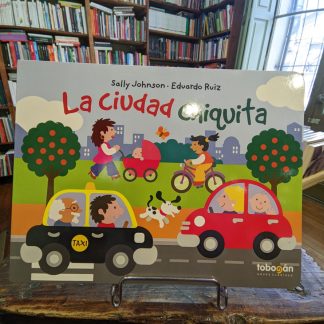 Sally Johnson · Eduardo Ruiz
La ciudad chiquita
TAXI
tobogán